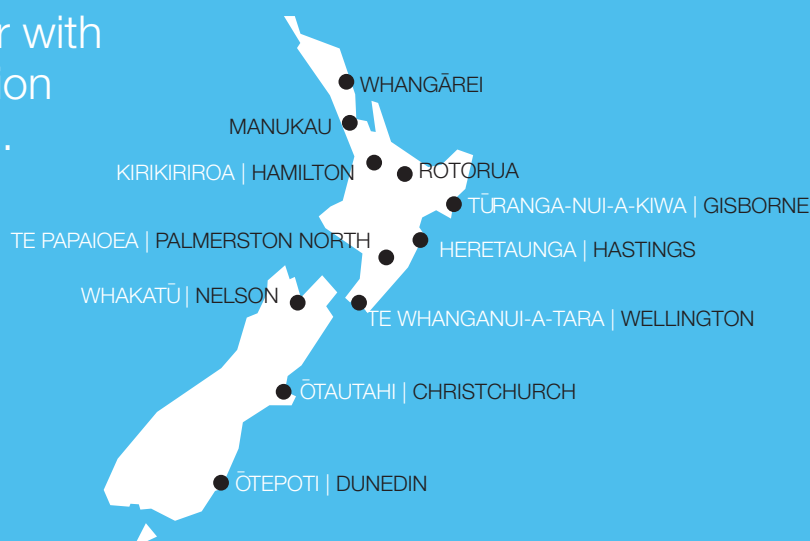 r with
ion
.
WHANGĀREI
MANUKAU
KIRIKIRIROA | HAMILTON
ROTORUA
TŪRANGA-NUI-A-KIWA | GISBORNE
TE PAPAIOEA | PALMERSTON NORTH
HERETAUNGA | HASTINGS
WHAKATŪ | NELSON
TE WHANGANUI-A-TARA | WELLINGTON
ŌTAUTAHI | CHRISTCHURCH
ŌTEPOTI | DUNEDIN